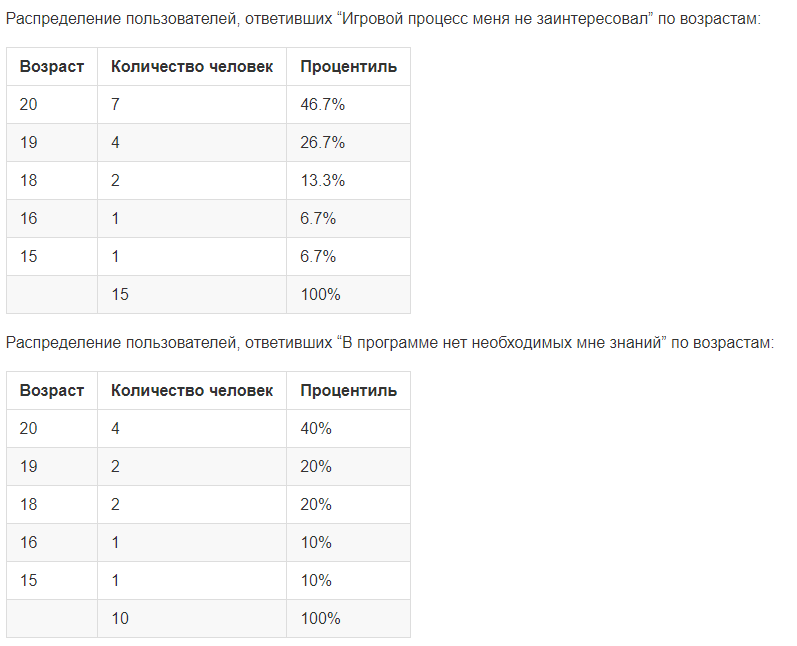 Распределение пользователей, ответивших “Игровой процесс меня не заинтересовал” по возрастам:
Возраст Количество человек Процентиль
20 7 46.7%
19 4 26.7%
18 2 13.3%
16 1 6.7%
15 1 6.7%
15 100%
Распределение пользователей, ответивших “В программе нет необходимых мне знаний” по возрастам:
Возраст Количество человек Процентиль
20 4 40%
19 2 20%
18 2 20%
16 1 10%
15 1 10%
10 100%